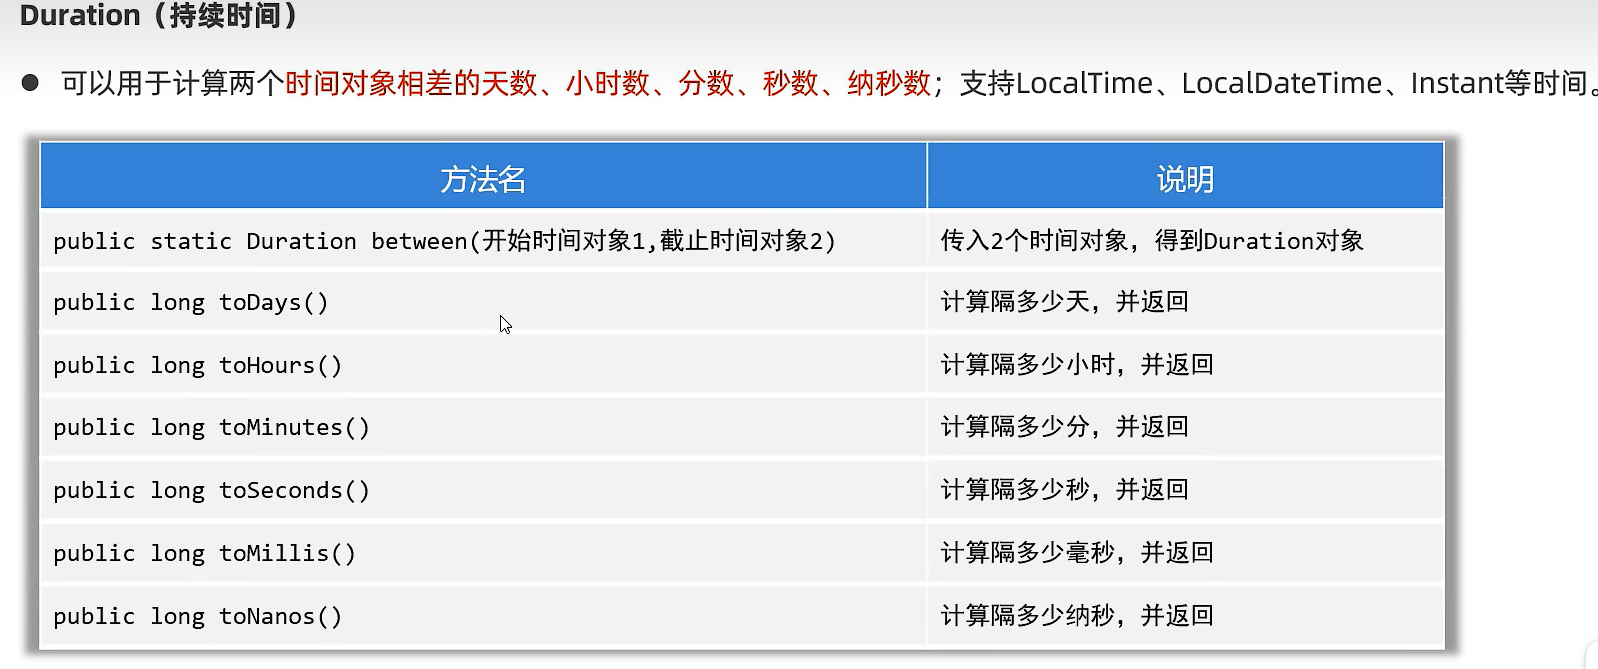 Duration（持续时间）
● 可以用于计算两个时间对象相差的天数、小时数、分数、秒数、纳秒数；支持LocalTime、LocalDateTime、Instant等时间。
方法名 说明
public static Duration between(开始时间对象1,截止时间对象2) 传入2个时间对象，得到Duration对象
public long toDays() 计算隔多少天，并返回
public long toHours() 计算隔多少小时，并返回
public long toMinutes() 计算隔多少分，并返回
public long toSeconds() 计算隔多少秒，并返回
public long toMillis() 计算隔多少毫秒，并返回
public long toNanos() 计算隔多少纳秒，并返回